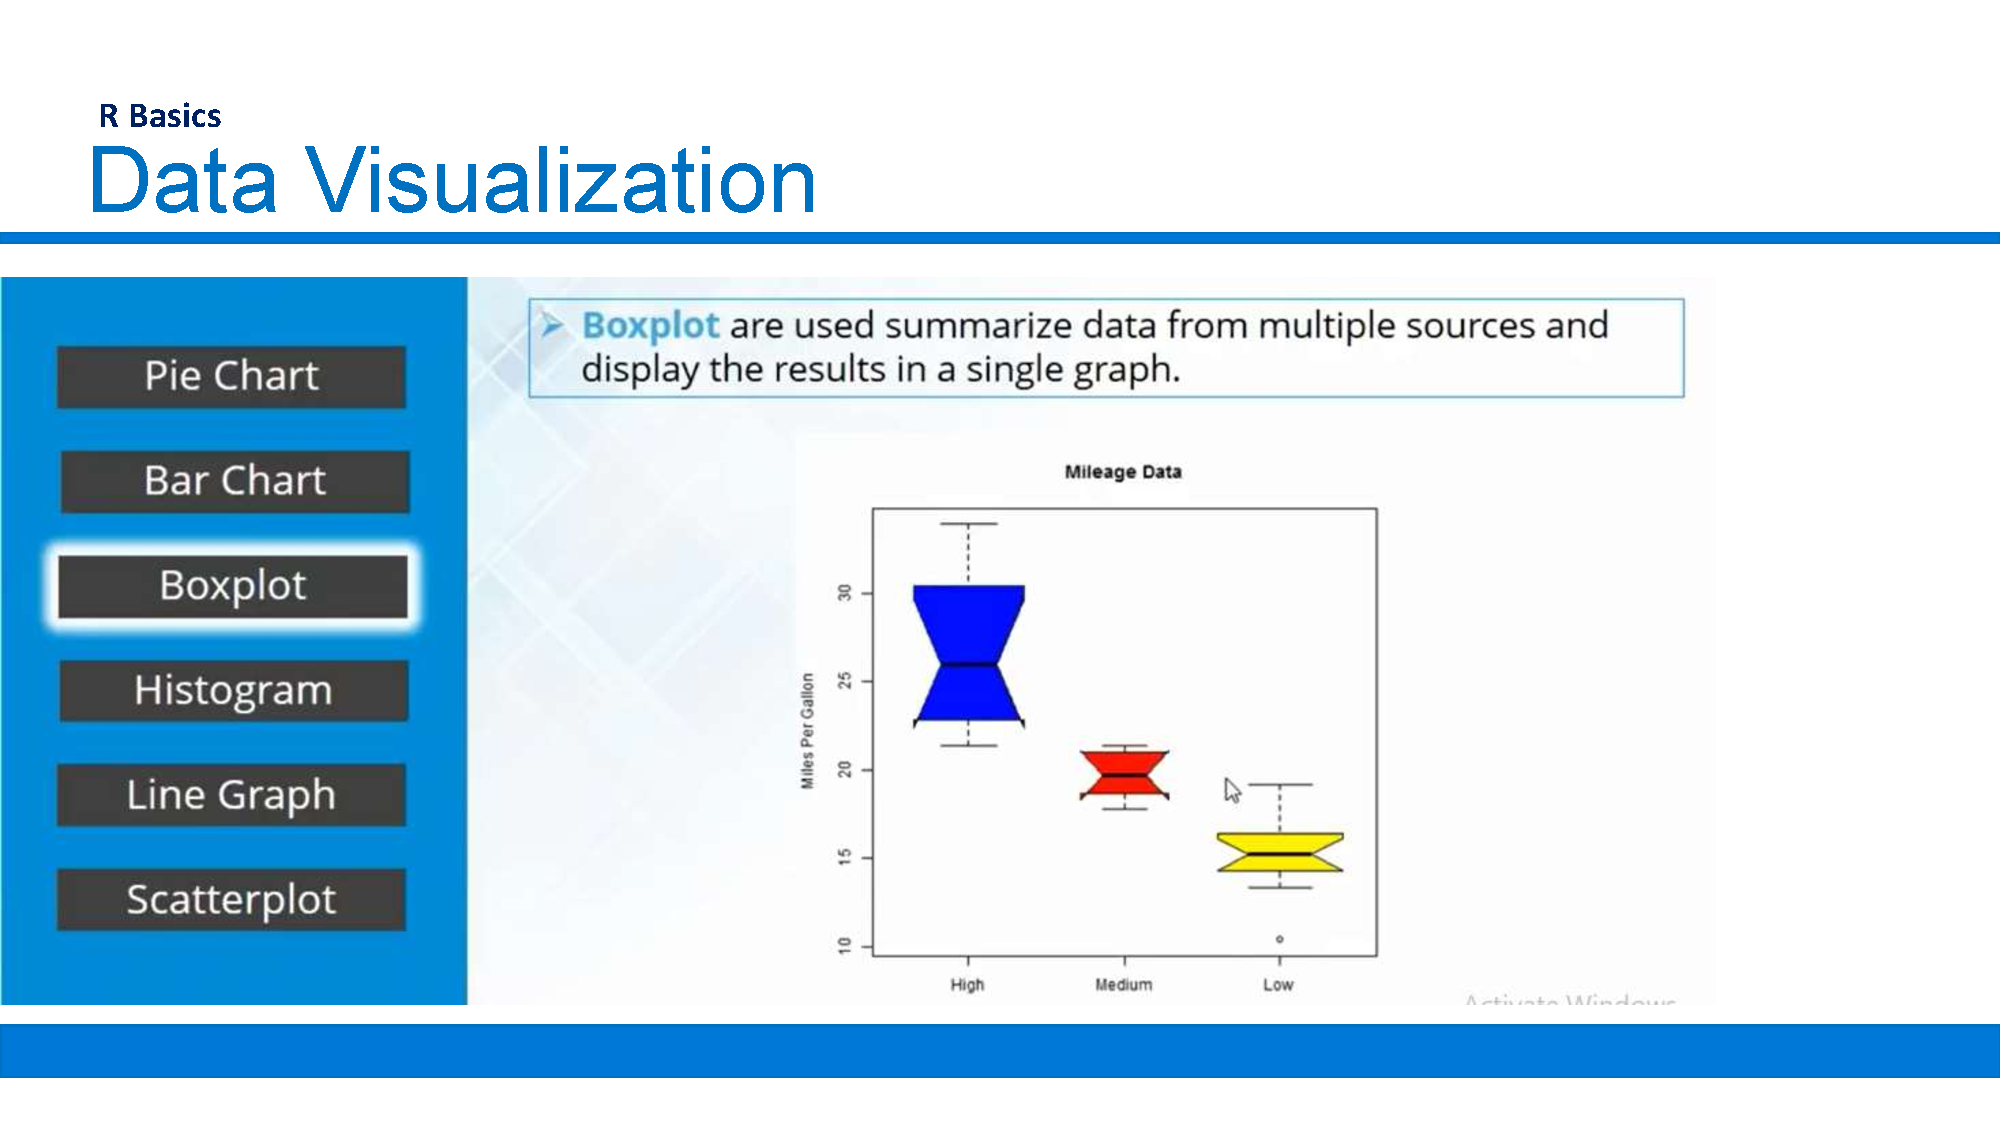 R Basics
Data Visualization
Pie Chart
Bar Chart
Boxplot
Histogram
Line Graph
Scatterplot
Boxplot are used summarize data from multiple sources and
display the results in a single graph.
Mileage Data
Miles Per Gallon
30
25
20
15
10
High Medium Low
Activate Windows